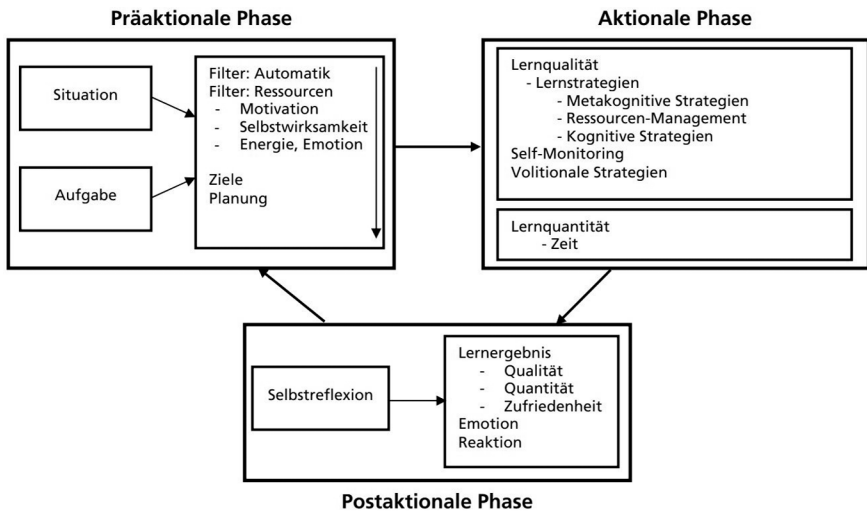 Präaktionale Phase
Situation
Aufgabe
Filter: Automatik
Filter: Ressourcen
- Motivation
- Selbstwirksamkeit
- Energie, Emotion
Ziele
Planung
Aktionale Phase
Lernqualität
- Lernstrategien
- Metakognitive Strategien
- Ressourcen-Management
- Kognitive Strategien
Self-Monitoring
Volitionale Strategien
Lernquantität
- Zeit
Selbstreflexion
Lernergebnis
- Qualität
- Quantität
- Zufriedenheit
Emotion
Reaktion
Postaktionale Phase